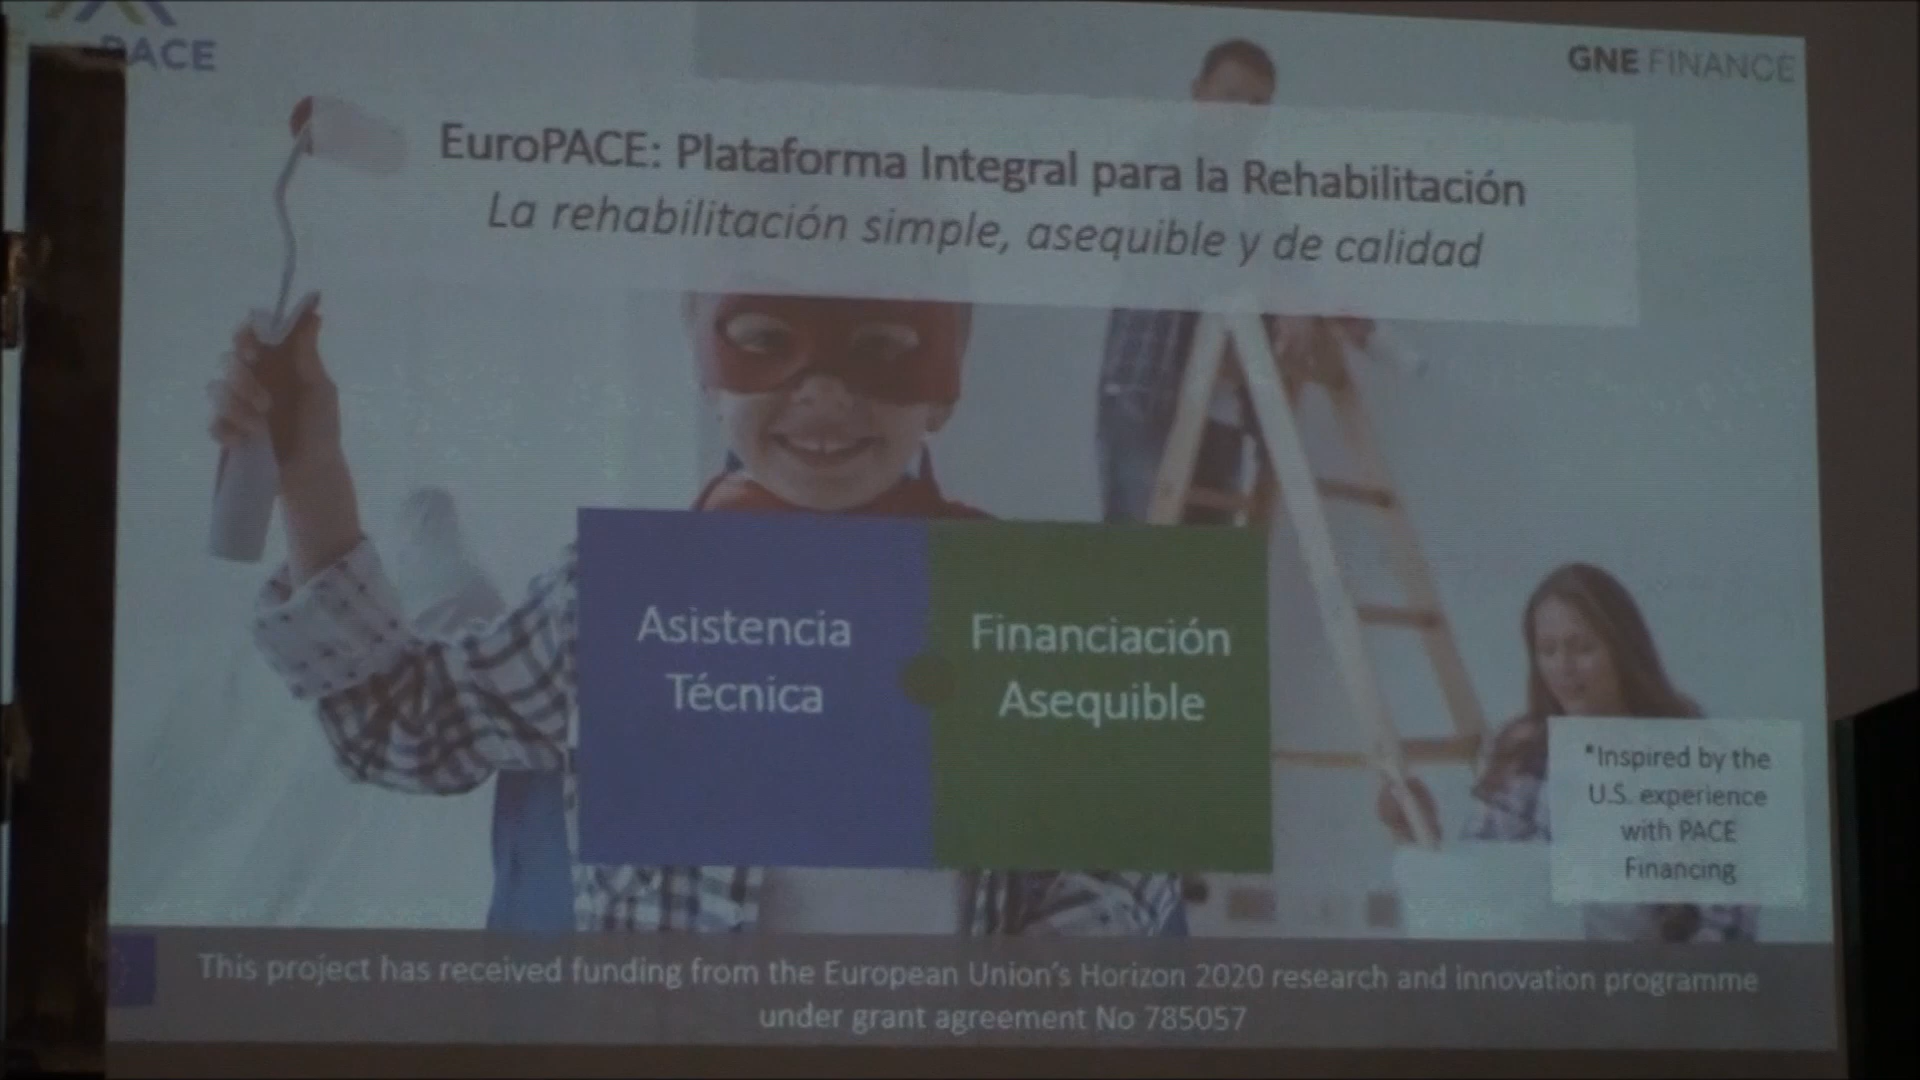 PACE
GNE FINANCE
EuroPACE: Plataforma Integral para la Rehabilitación
La rehabilitación simple, asequible y de calidad
Asistencia
Técnica
Financiación
Asequible
*Inspired by the
U.S. experience
with PACE
Financing
This project has received funding from the European Union's Horizon 2020 research and innovation programme
under grant agreement No 785057